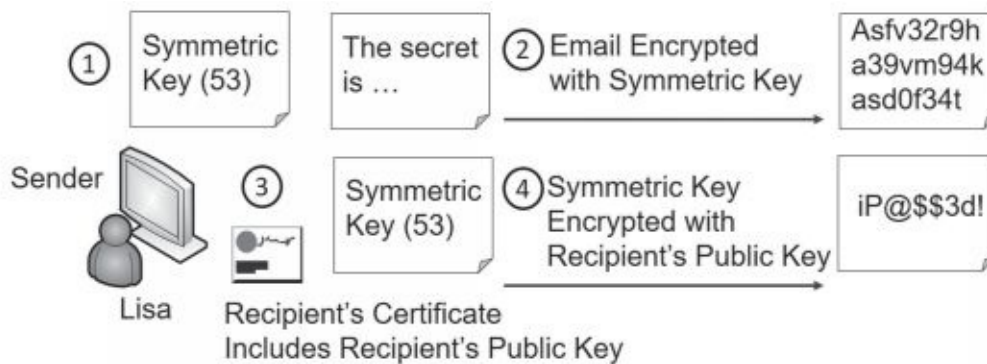 1
Symmetric
Key (53)
The secret
is ...
2
Email Encrypted
with Symmetric Key
Asfv32r9h
a39vm94k
asd0f34t
Sender
Lisa
3
Recipient's Certificate
Includes Recipient's Public Key
Symmetric
Key (53)
4
Symmetric Key
Encrypted with
Recipient's Public Key
iP@$$3d!